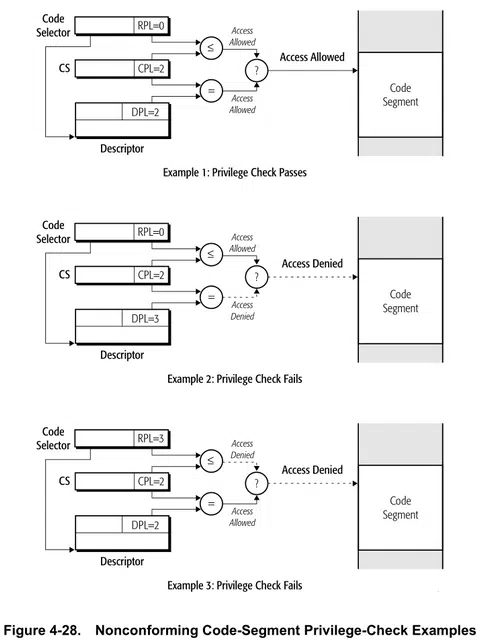 Code
Selector
RPL=0
≤
Access
Allowed
CS
CPL=2
?
Access Allowed
=
Access
Allowed
DPL=2
Code
Segment
Descriptor
Example 1: Privilege Check Passes
Code
Selector
RPL=0
≤
Access
Allowed
CS
CPL=2
?
Access Denied
=
Access
Denied
DPL=3
Code
Segment
Descriptor
Example 2: Privilege Check Fails
Code
Selector
RPL=3
≤
Access
Denied
CS
CPL=2
?
Access Denied
=
Access
Allowed
DPL=2
Code
Segment
Descriptor
Example 3: Privilege Check Fails
Figure 4-28. Nonconforming Code-Segment Privilege-Check Examples